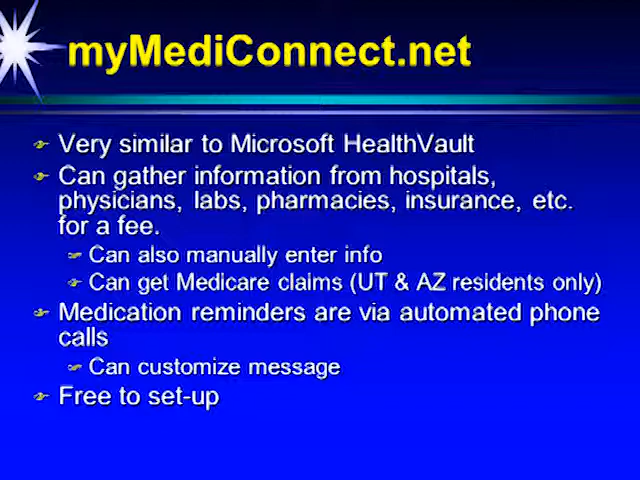 myMediConnect.net
Very similar to Microsoft HealthVault
Can gather information from hospitals,
physicians, labs, pharmacies, insurance, etc.
for a fee.
Can also manually enter info
Can get Medicare claims (UT & AZ residents only)
Medication reminders are via automated phone
calls
Can customize message
Free to set-up